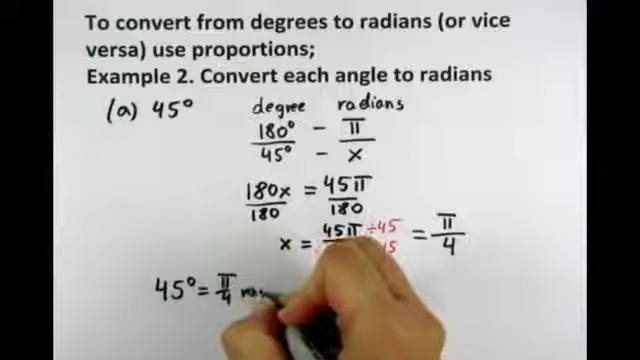 To convert from degrees to radians (or vice
versa) use proportions;
Example 2. Convert each angle to radians
(a) 45° degree radians
180° – π
45° – x
180x = 45π
180 180
x = 45π ÷45 = π
4
45° = π
4